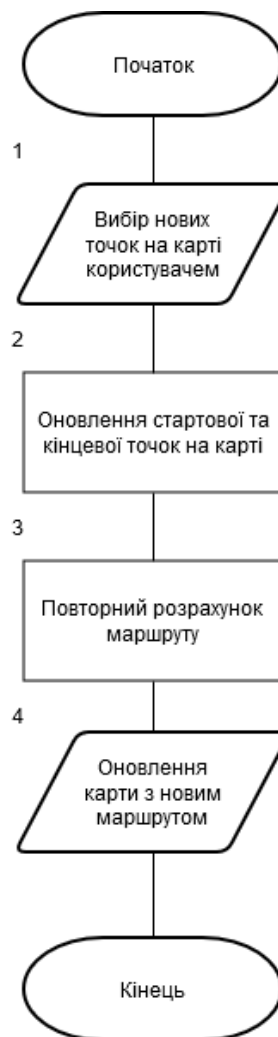 Початок
1
Вибір нових
точок на карті
користувачем
2
Оновлення стартової та
кінцевої точок на карті
3
Повторний розрахунок
маршруту
4
Оновлення
карти з новим
маршрутом
Кінець